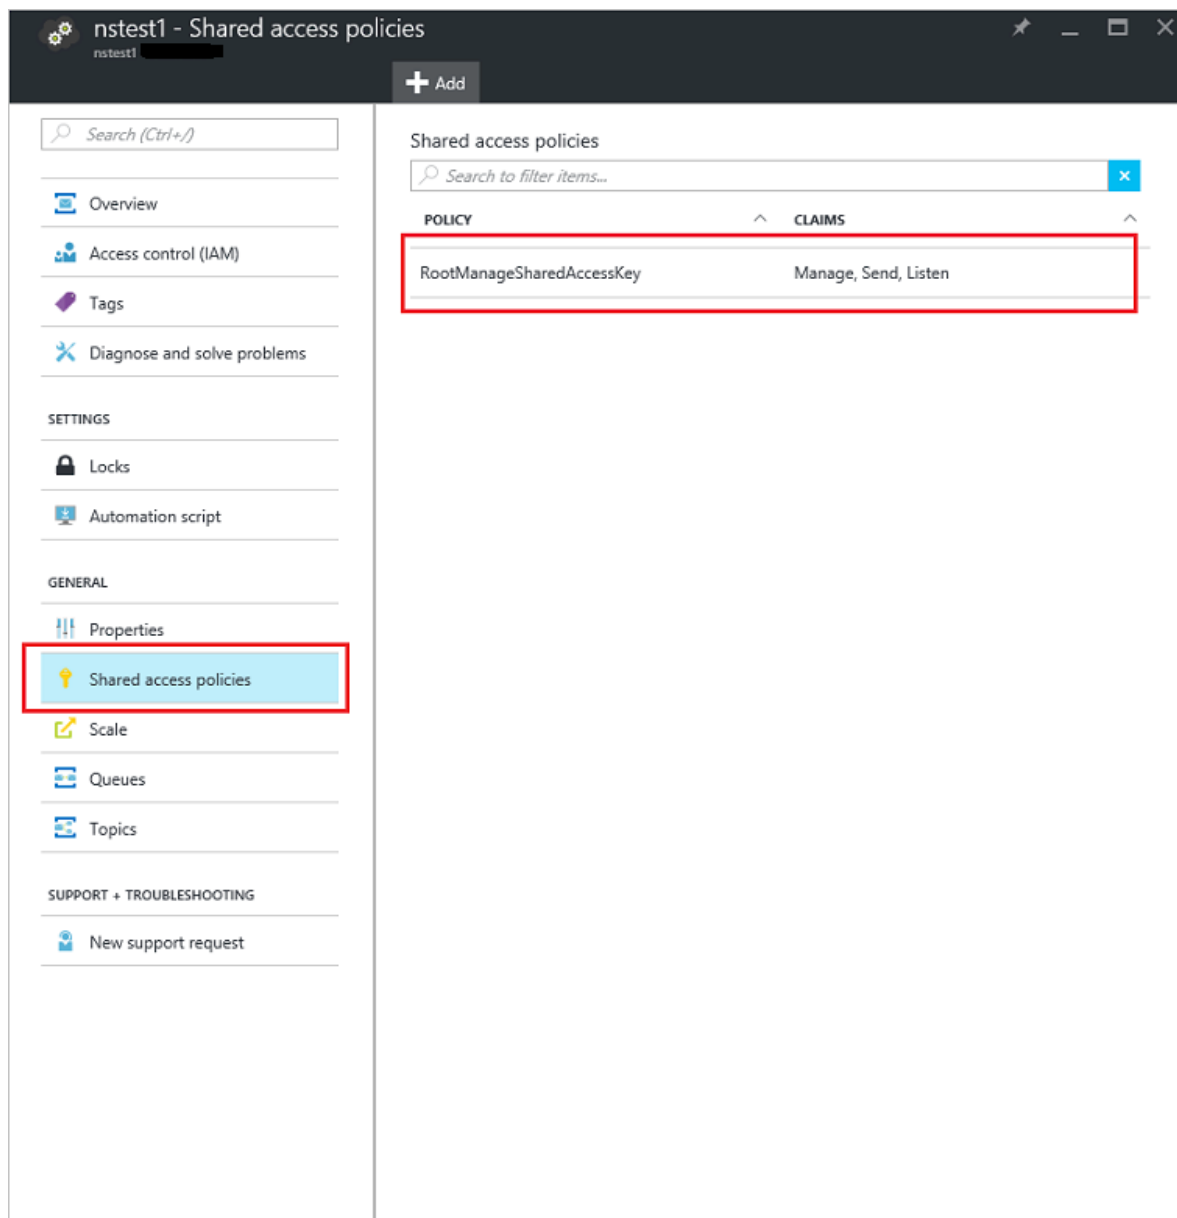 nstest1 - Shared access policies
nstest1
Add
Search (Ctrl+/)
Overview
Access control (IAM)
Tags
Diagnose and solve problems
SETTINGS
Locks
Automation script
GENERAL
Properties
Shared access policies
Scale
Queues
Topics
SUPPORT + TROUBLESHOOTING
New support request
Shared access policies
Search to filter items...
POLICY CLAIMS
RootManageSharedAccessKey Manage, Send, Listen